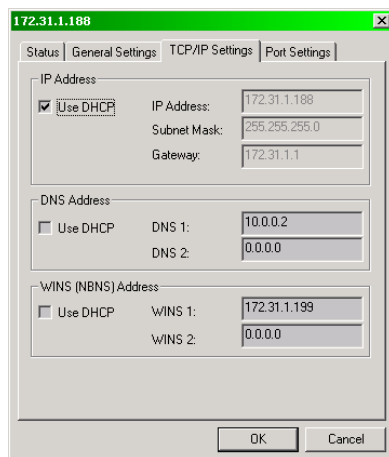 172.31.1.188
Status General Settings TCP/IP Settings Port Settings
IP Address
Use DHCP IP Address: 172.31.1.188
Subnet Mask: 255.255.255.0
Gateway: 172.31.1.1
DNS Address
Use DHCP DNS 1: 10.0.0.2
DNS 2: 0.0.0.0
WINS (NBNS) Address
Use DHCP WINS 1: 172.31.1.199
WINS 2: 0.0.0.0
OK Cancel